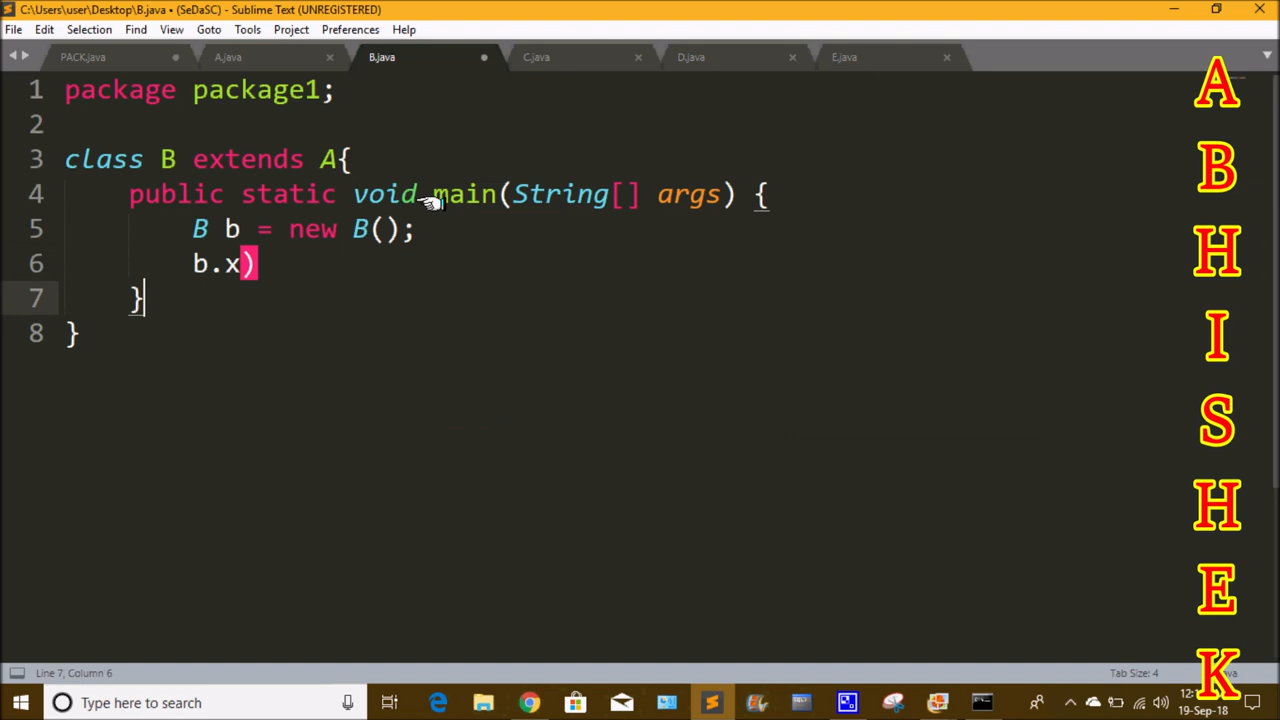 C:\Users\user\Desktop\B.java • (SeDaSC) - Sublime Text (UNREGISTERED)
File Edit Selection Find View Goto Tools Project Preferences Help
PACK.java A.java B.java C.java D.java E.java
1 package package1;
2
3 class B extends A{
4 public static void main(String[] args) {
5 B b = new B();
6 b.x)
7 }
8 }
A
B
H
I
S
H
E
K
Line 7, Column 6 Tab Size: 4
Type here to search
19-Sep-18